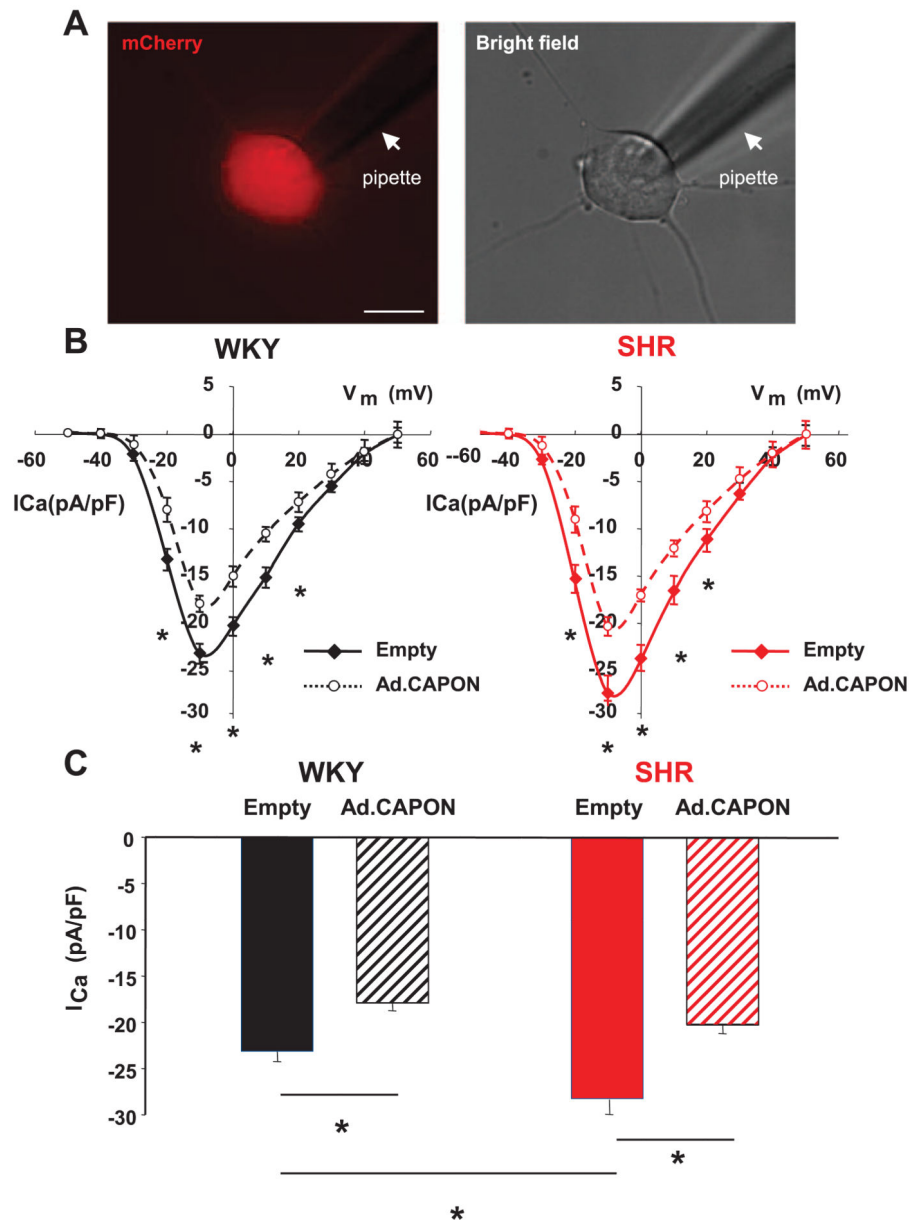 A
mCherry
Bright field
pipette
pipette
B
WKY
SHR
5
V m (mV)
0
-60
-40
-20
0
20
40
60
ICa(pA/pF)
-5
-10
-15
-20
-25
-30
*
*
*
*
*
Empty
Ad.CAPON
5
V m (mV)
0
--60
-40
-20
0
20
40
60
ICa(pA/pF)
-5
-10
-15
-20
-25
-30
*
*
*
*
*
Empty
Ad.CAPON
C
WKY
SHR
Empty
Ad.CAPON
Empty
Ad.CAPON
0
-5
-10
-15
-20
-25
-30
ICa (pA/pF)
*
*
*